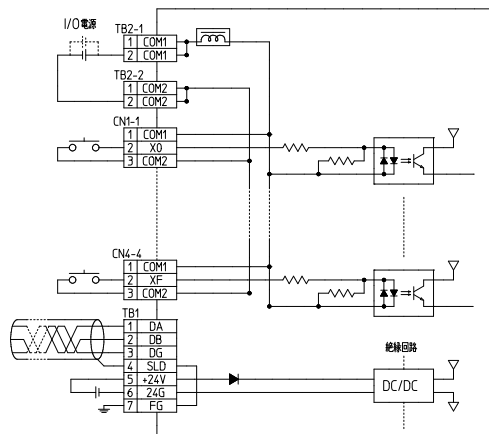 I/O電源
TB2-1
1 COM1
2 COM1
TB2-2
1 COM2
2 COM2
CN1-1
1 COM1
2 X0
3 COM2
CN4-4
1 COM1
2 XF
3 COM2
TB1
1 DA
2 DB
3 DG
4 SLD
5 +24V
6 24G
7 FG
絶縁回路
DC/DC